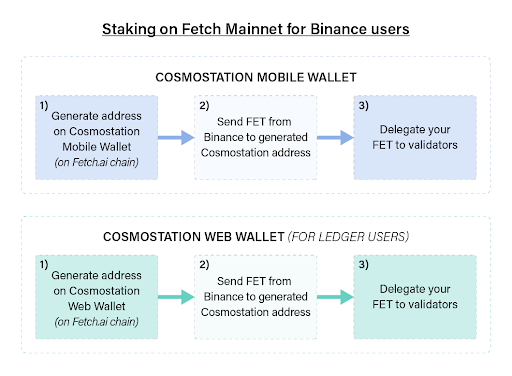 Staking on Fetch Mainnet for Binance users
COSMOSTATION MOBILE WALLET
1)
Generate address
on Cosmostation
Mobile Wallet
(on Fetch.ai chain)
2)
Send FET from
Binance to generated
Cosmostation address
3)
Delegate your
FET to validators
COSMOSTATION WEB WALLET (FOR LEDGER USERS)
1)
Generate address
on Cosmostation
Web Wallet
(on Fetch.ai chain)
2)
Send FET from
Binance to generated
Cosmostation address
3)
Delegate your
FET to validators